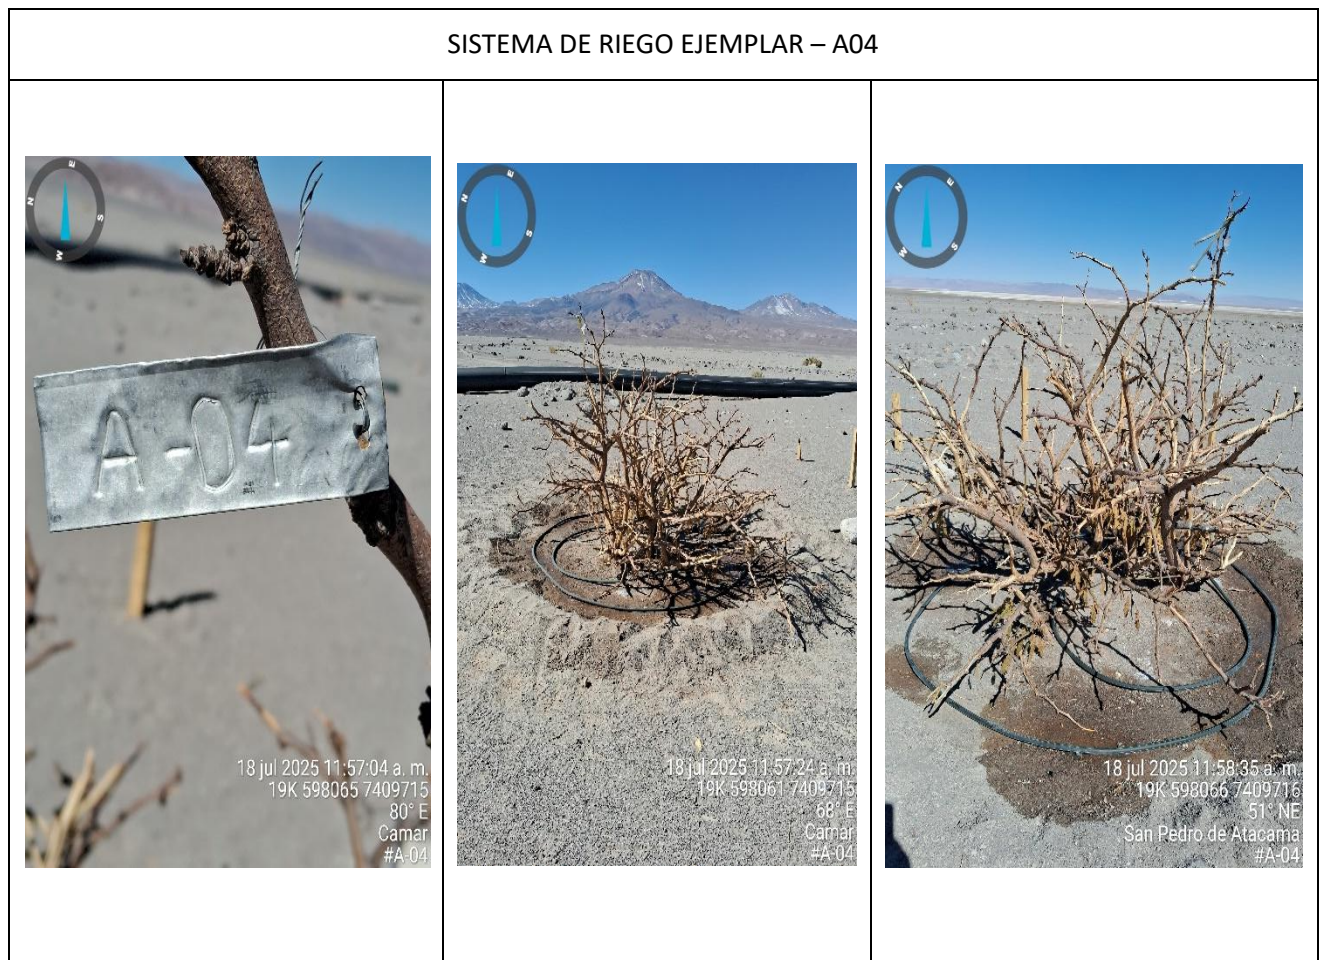 SISTEMA DE RIEGO EJEMPLAR – A04
N
E
S
W
A-04
18 jul 2025 11:57:04 a. m.
19K 598065 7409715
80° E
Camar
#A-04
N
E
S
W
18 jul 2025 11:57:24 a. m.
19K 598061 7409715
68° E
Camar
#A-04
N
E
S
W
18 jul 2025 11:58:35 a. m.
19K 598066 7409716
51° NE
San Pedro de Atacama
#A-04